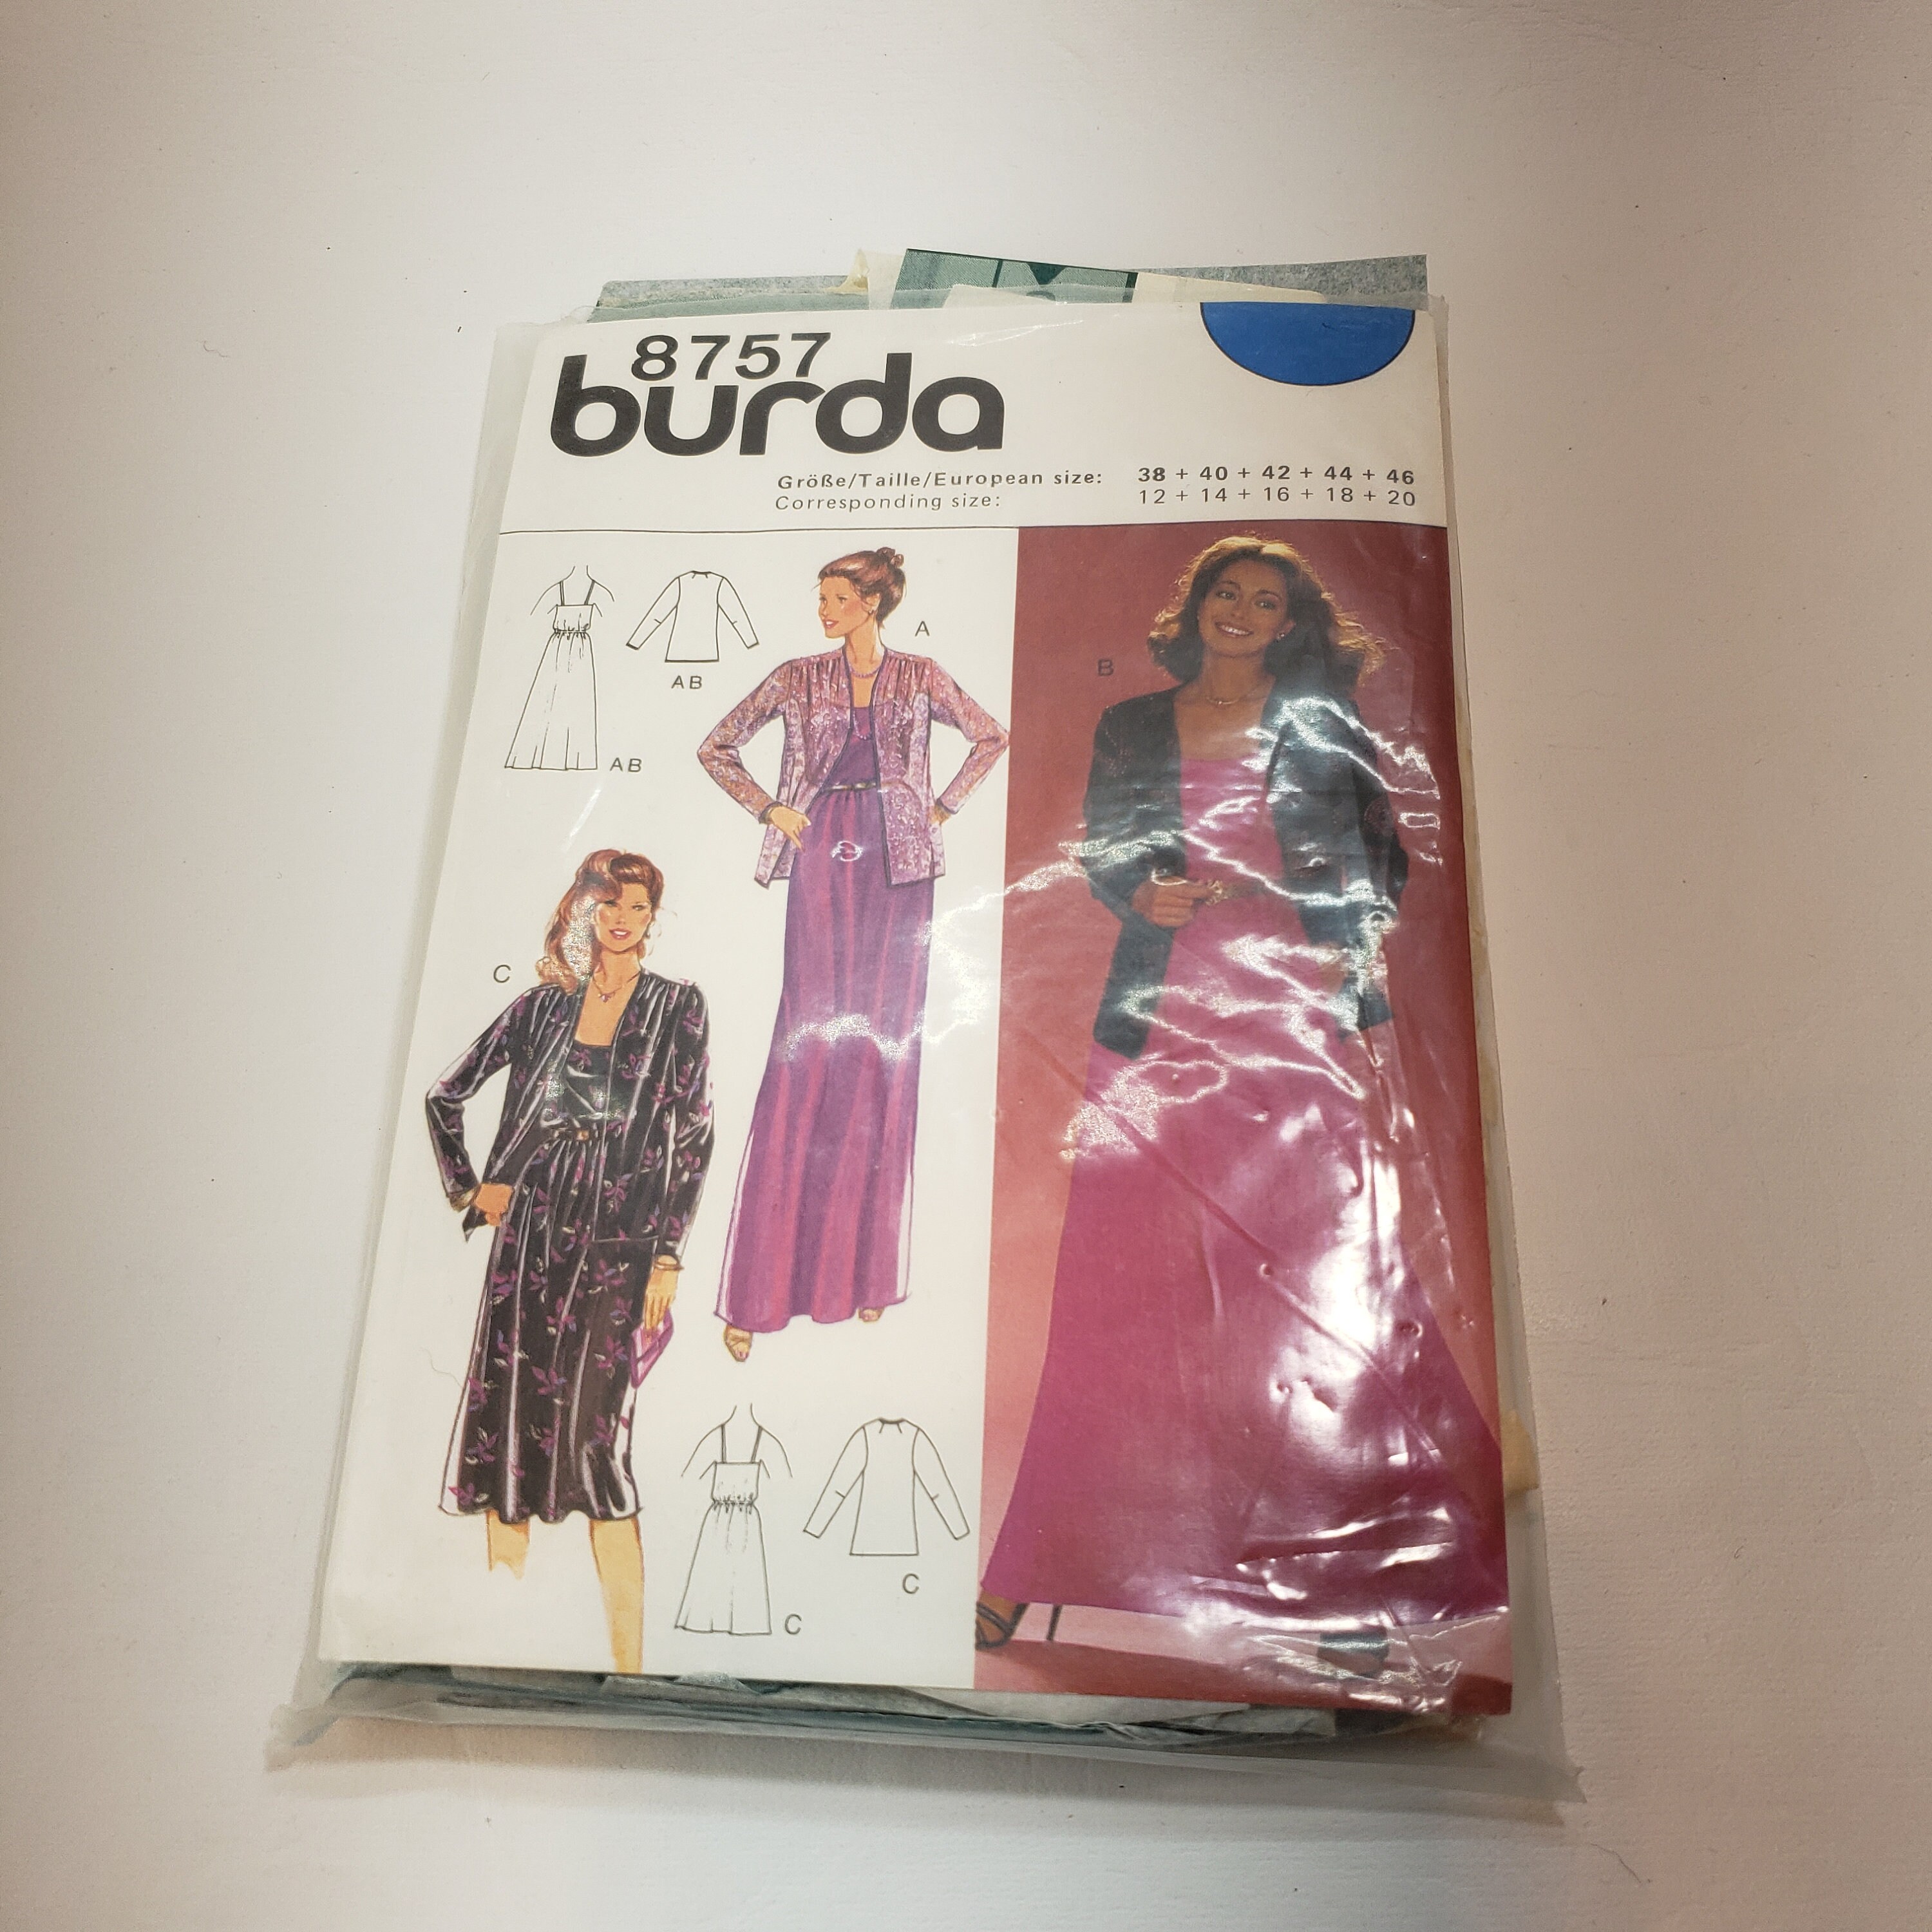 8757
burda
Größe/Taille/European size: 38 + 40 + 42 + 44 + 46
Corresponding size: 12 + 14 + 16 + 18 + 20
A
AB
B
AB
C
C
C